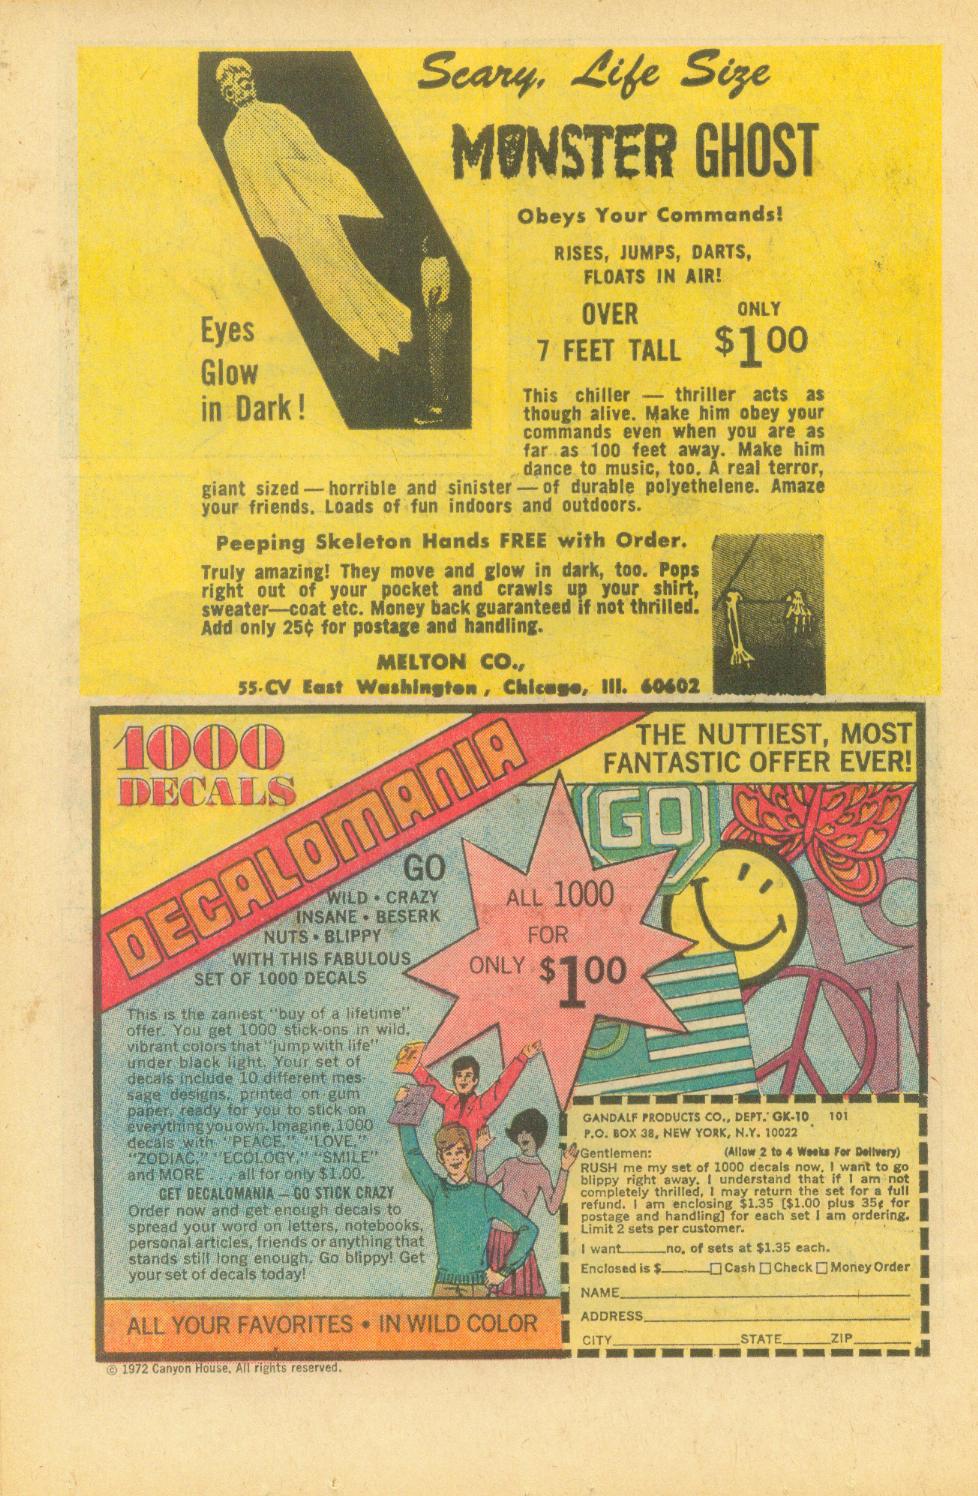 Scary, Life Size
MONSTER GHOST
Obeys Your Commands!
RISES, JUMPS, DARTS,
FLOATS IN AIR!
OVER
7 FEET TALL
ONLY
$1.00
Eyes
Glow
in Dark!
This chiller — thriller acts as
though alive. Make him obey your
commands even when you are as
far as 100 feet away. Make him
dance to music, too. A real terror,
giant sized — horrible and sinister — of durable polyethelene. Amaze
your friends. Loads of fun indoors and outdoors.
Peeping Skeleton Hands FREE with Order.
Truly amazing! They move and glow in dark, too. Pops
right out of your pocket and crawls up your shirt,
sweater—coat etc. Money back guaranteed if not thrilled.
Add only 25¢ for postage and handling.
MELTON CO.,
55-CV East Washington, Chicago, Ill. 60602
1000
DECALS
DECALOMANIA
THE NUTTIEST, MOST
FANTASTIC OFFER EVER!
GO
WILD • CRAZY
INSANE • BESERK
NUTS • BLIPPY
WITH THIS FABULOUS
SET OF 1000 DECALS
ALL 1000
FOR
ONLY $1.00
GO
This is the zaniest "buy of a lifetime"
offer. You get 1000 stick-ons in wild,
vibrant colors that "jump with life"
under black light. Your set of
decals include 10 different mes-
sage designs, printed on gum
paper, ready for you to stick on
everything you own. Imagine, 1000
decals with "PEACE," "LOVE,"
"ZODIAC," "ECOLOGY," "SMILE"
and MORE . . . all for only $1.00.
GET DECALOMANIA — GO STICK CRAZY
Order now and get enough decals to
spread your word on letters, notebooks,
personal articles, friends or anything that
stands still long enough. Go blippy! Get
your set of decals today!
ALL YOUR FAVORITES • IN WILD COLOR
GANDALF PRODUCTS CO., DEPT. GK-10 101
P.O. BOX 38, NEW YORK, N.Y. 10022
Gentlemen: (Allow 2 to 4 Weeks For Delivery)
RUSH me my set of 1000 decals now. I want to go
blippy right away. I understand that if I am not
completely thrilled, I may return the set for a full
refund. I am enclosing $1.35 [$1.00 plus 35¢ for
postage and handling] for each set I am ordering.
Limit 2 sets per customer.
I want______no. of sets at $1.35 each.
Enclosed is $______ □ Cash □ Check □ Money Order
NAME______
ADDRESS______
CITY______STATE______ZIP______
© 1972 Canyon House. All rights reserved.